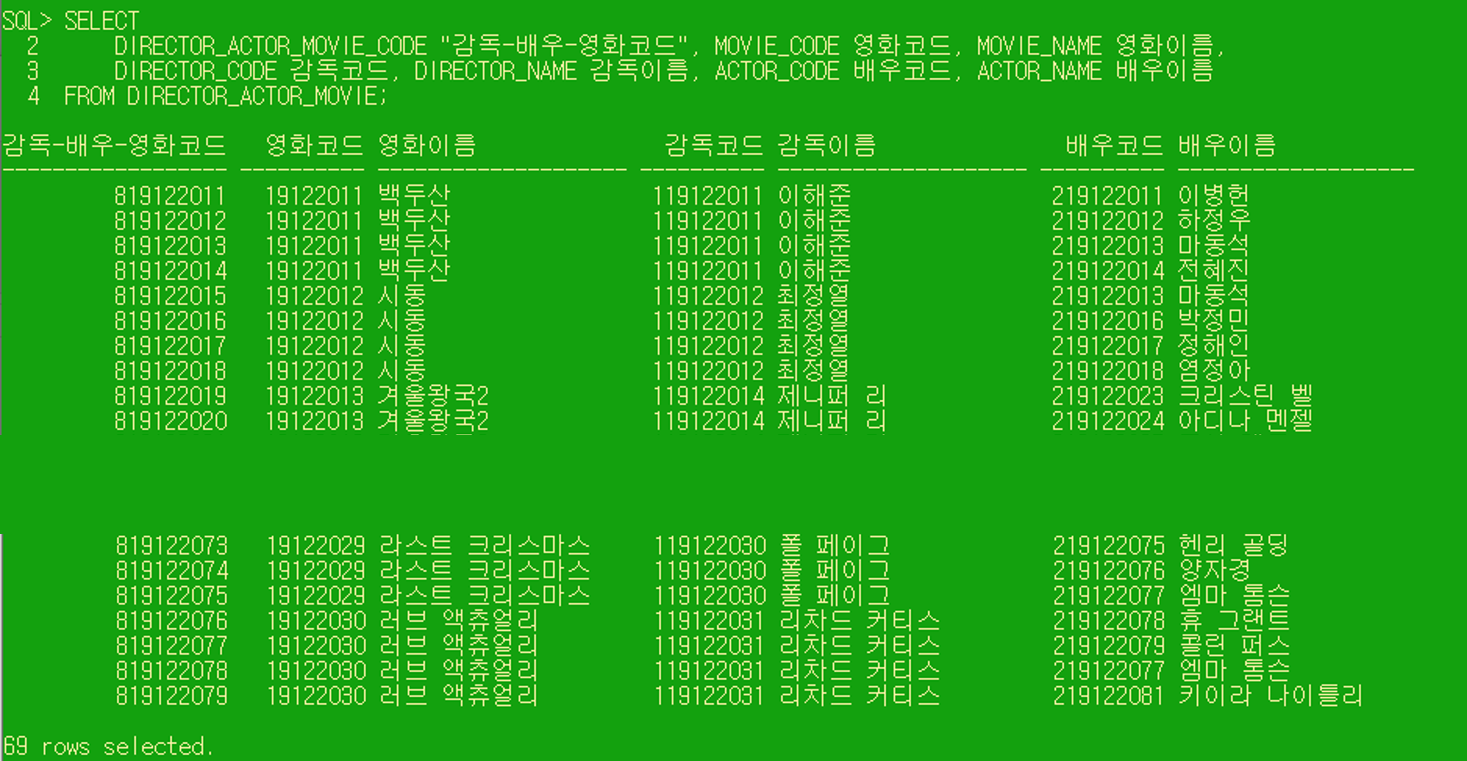 SQL> SELECT
2 DIRECTOR_ACTOR_MOVIE_CODE "감독-배우-영화코드", MOVIE_CODE 영화코드, MOVIE_NAME 영화이름,
3 DIRECTOR_CODE 감독코드, DIRECTOR_NAME 감독이름, ACTOR_CODE 배우코드, ACTOR_NAME 배우이름
4 FROM DIRECTOR_ACTOR_MOVIE;
감독-배우-영화코드 영화코드 영화이름 감독코드 감독이름 배우코드 배우이름
------------------ ---------- -------------------- ---------- -------------------- ---------- -------------------
819122011 19122011 백두산 119122011 이해준 219122011 이병헌
819122012 19122011 백두산 119122011 이해준 219122012 하정우
819122013 19122011 백두산 119122011 이해준 219122013 마동석
819122014 19122011 백두산 119122011 이해준 219122014 전혜진
819122015 19122012 시동 119122012 최정열 219122013 마동석
819122016 19122012 시동 119122012 최정열 219122016 박정민
819122017 19122012 시동 119122012 최정열 219122017 정해인
819122018 19122012 시동 119122012 최정열 219122018 염정아
819122019 19122013 겨울왕국2 119122014 제니퍼 리 219122023 크리스틴 벨
819122020 19122013 겨울왕국2 119122014 제니퍼 리 219122024 아디나 멘젤
819122073 19122029 라스트 크리스마스 119122030 폴 페이그 219122075 헨리 골딩
819122074 19122029 라스트 크리스마스 119122030 폴 페이그 219122076 양자경
819122075 19122029 라스트 크리스마스 119122030 폴 페이그 219122077 엠마 톰슨
819122076 19122030 러브 액츄얼리 119122031 리차드 커티스 219122078 휴 그랜트
819122077 19122030 러브 액츄얼리 119122031 리차드 커티스 219122079 콜린 퍼스
819122078 19122030 러브 액츄얼리 119122031 리차드 커티스 219122077 엠마 톰슨
819122079 19122030 러브 액츄얼리 119122031 리차드 커티스 219122081 키이라 나이틀리
69 rows selected.